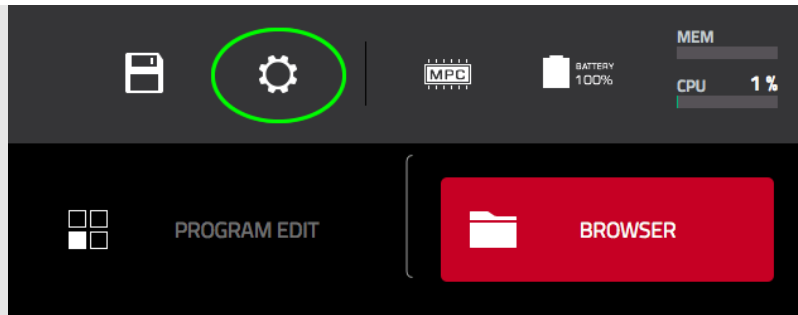 MEM
MPC
BATTERY
100%
CPU 1 %
PROGRAM EDIT
BROWSER